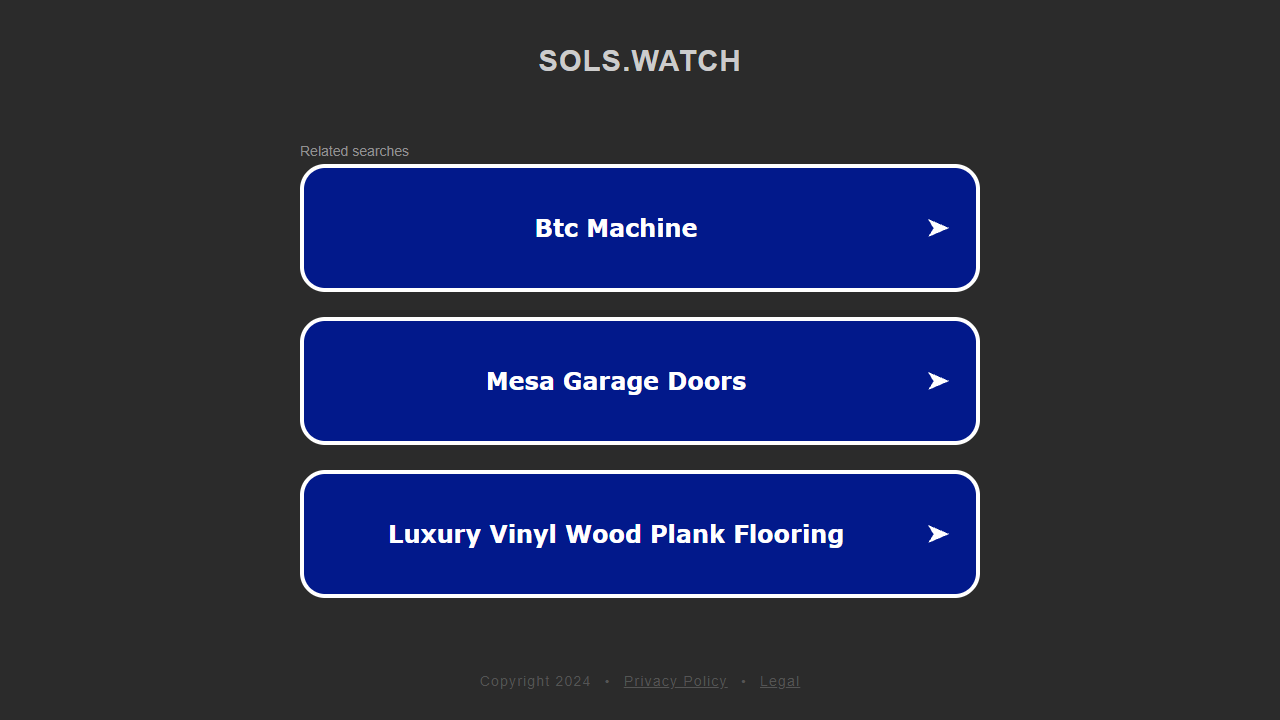 SOLS.WATCH
Related searches
Btc Machine
Mesa Garage Doors
Luxury Vinyl Wood Plank Flooring
Copyright 2024 • Privacy Policy • Legal